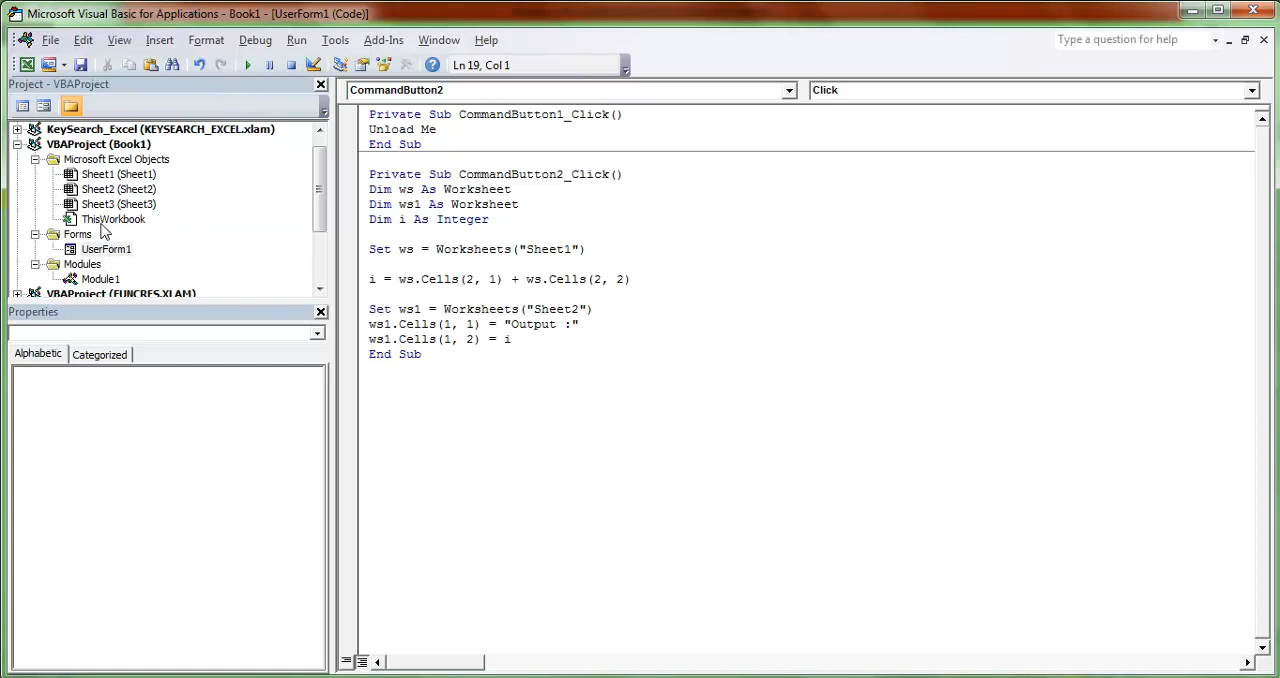 Microsoft Visual Basic for Applications - Book1 - [UserForm1 (Code)]
File Edit View Insert Format Debug Run Tools Add-Ins Window Help
Type a question for help
Ln 19, Col 1
Project - VBAProject
KeySearch_Excel (KEYSEARCH_EXCEL.xlam)
VBAProject (Book1)
Microsoft Excel Objects
Sheet1 (Sheet1)
Sheet2 (Sheet2)
Sheet3 (Sheet3)
ThisWorkbook
Forms
UserForm1
Modules
Module1
VBAProject (FUNCRES.XLAM)
Properties
Alphabetic Categorized
CommandButton2 Click
Private Sub CommandButton1_Click()
Unload Me
End Sub
Private Sub CommandButton2_Click()
Dim ws As Worksheet
Dim ws1 As Worksheet
Dim i As Integer
Set ws = Worksheets("Sheet1")
i = ws.Cells(2, 1) + ws.Cells(2, 2)
Set ws1 = Worksheets("Sheet2")
ws1.Cells(1, 1) = "Output :"
ws1.Cells(1, 2) = i
End Sub